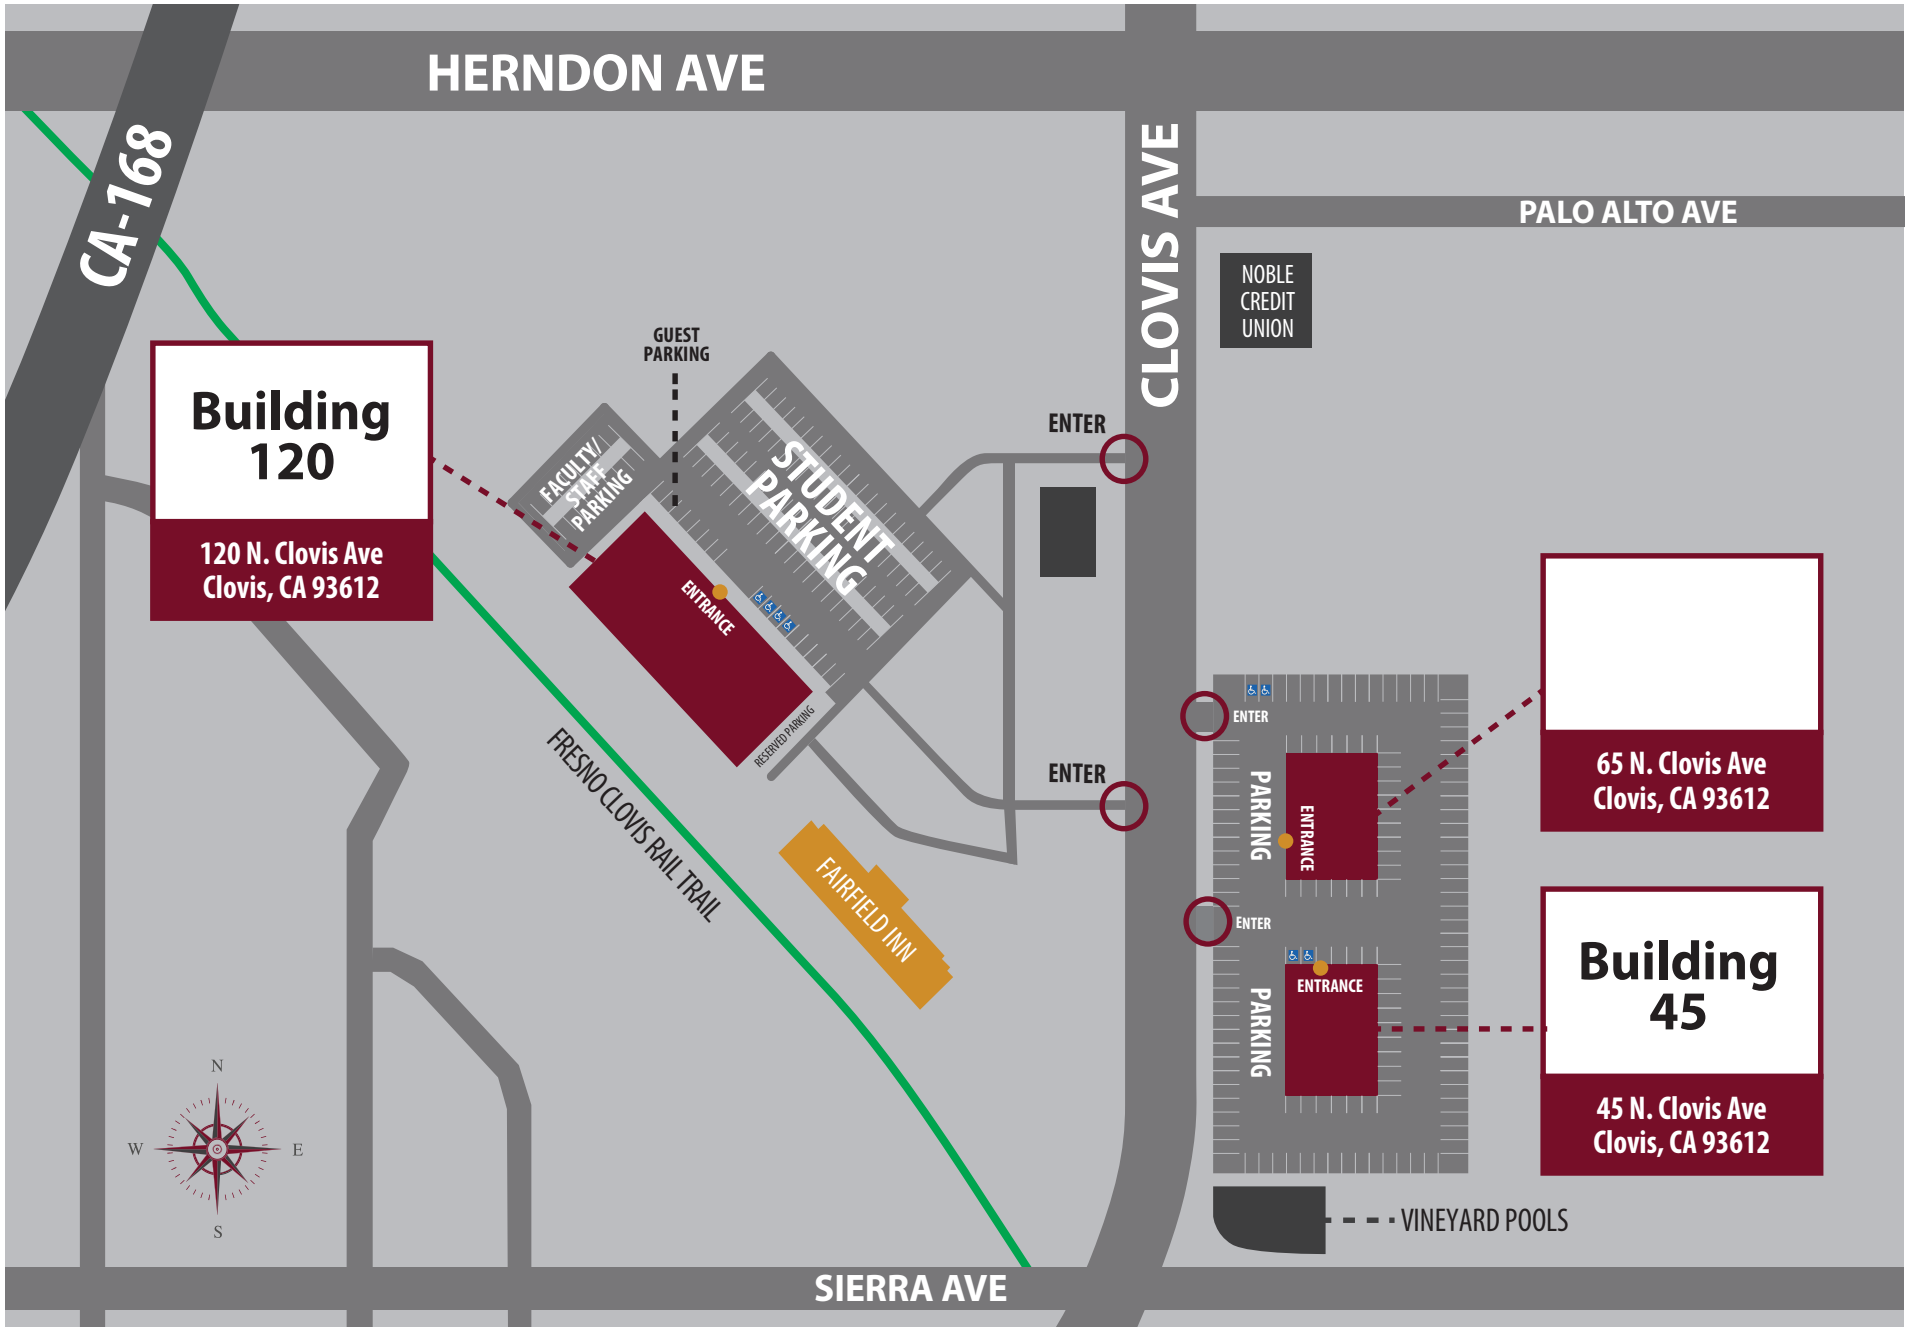 HERNDON AVE
CA-168
CLOVIS AVE
PALO ALTO AVE
NOBLE
CREDIT
UNION
GUEST
PARKING
Building
120
120 N. Clovis Ave
Clovis, CA 93612
FACULTY/
STAFF
PARKING
STUDENT
PARKING
ENTER
ENTRANCE
RESERVED PARKING
ENTER
FRESNO CLOVIS RAIL TRAIL
FAIRFIELD INN
ENTER
PARKING
ENTRANCE
65 N. Clovis Ave
Clovis, CA 93612
ENTER
PARKING
ENTRANCE
Building
45
45 N. Clovis Ave
Clovis, CA 93612
N
W
E
S
VINEYARD POOLS
SIERRA AVE